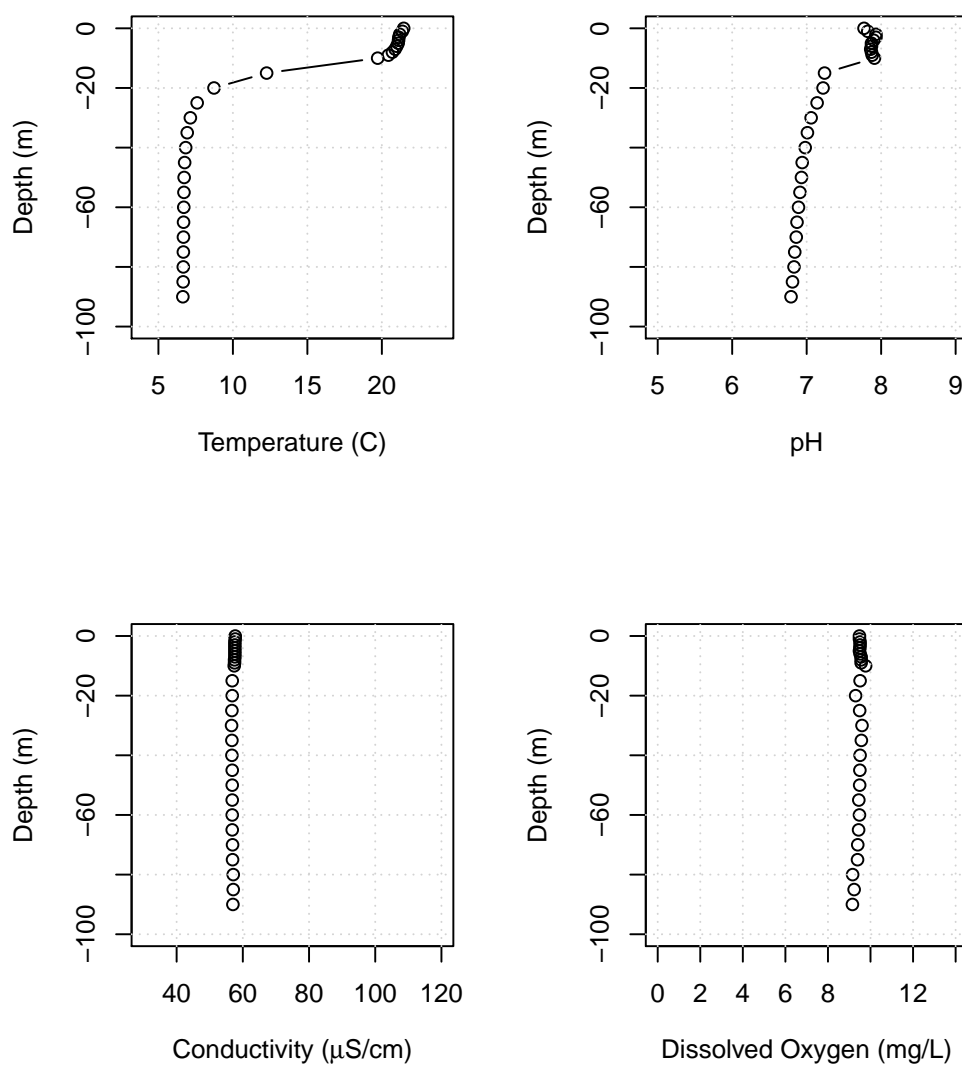 5 10 15 20
−100 −60 −20 0
Temperature (C)
Depth (m)
5 6 7 8 9
−100 −60 −20 0
pH
Depth (m)
40 60 80 100 120
−100 −60 −20 0
Conductivity (μS/cm)
Depth (m)
0 2 4 6 8 12
−100 −60 −20 0
Dissolved Oxygen (mg/L)
Depth (m)